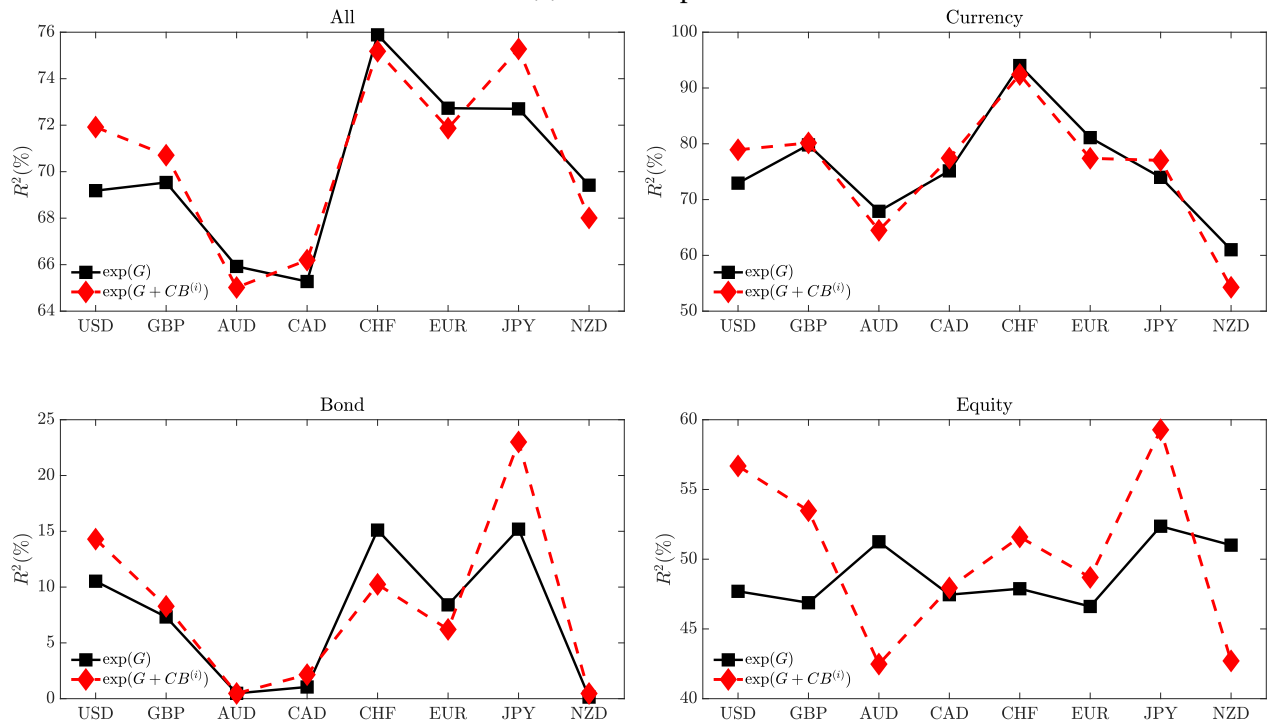 All
76
74
72
70
68
66
64
R²(%)
exp(G)
exp(G + CB⁽ⁱ⁾)
USD GBP AUD CAD CHF EUR JPY NZD
Currency
100
90
80
70
60
50
R²(%)
exp(G)
exp(G + CB⁽ⁱ⁾)
USD GBP AUD CAD CHF EUR JPY NZD
Bond
25
20
15
10
5
0
R²(%)
exp(G)
exp(G + CB⁽ⁱ⁾)
USD GBP AUD CAD CHF EUR JPY NZD
Equity
60
55
50
45
40
R²(%)
exp(G)
exp(G + CB⁽ⁱ⁾)
USD GBP AUD CAD CHF EUR JPY NZD